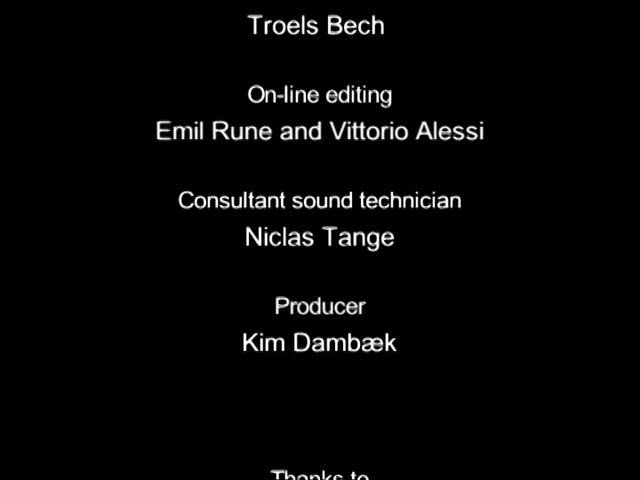 Troels Bech
On-line editing
Emil Rune and Vittorio Alessi
Consultant sound technician
Niclas Tange
Producer
Kim Dambæk
Thanks to